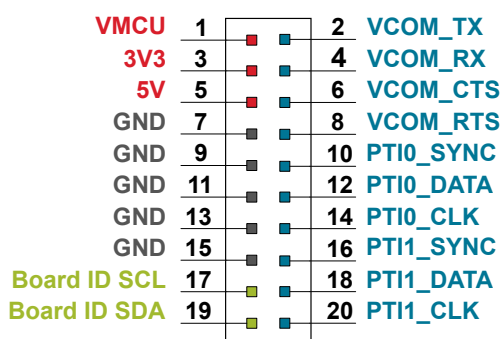 VMCU 1 2 VCOM_TX
3V3 3 4 VCOM_RX
5V 5 6 VCOM_CTS
GND 7 8 VCOM_RTS
GND 9 10 PTI0_SYNC
GND 11 12 PTI0_DATA
GND 13 14 PTI0_CLK
GND 15 16 PTI1_SYNC
Board ID SCL 17 18 PTI1_DATA
Board ID SDA 19 20 PTI1_CLK